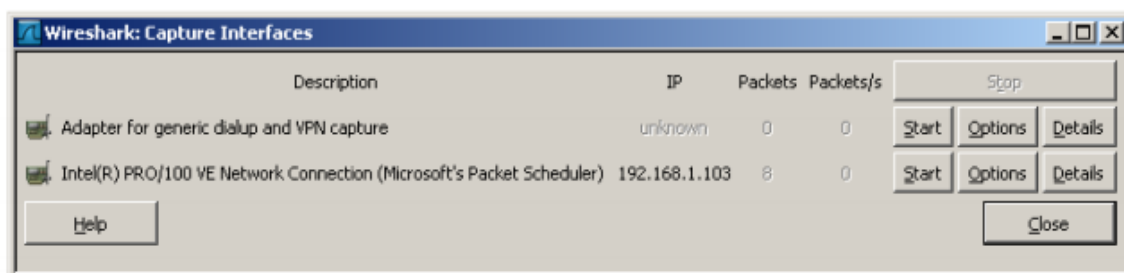 Wireshark: Capture Interfaces
Description IP Packets Packets/s Stop
Adapter for generic dialup and VPN capture unknown 0 0 Start Options Details
Intel(R) PRO/100 VE Network Connection (Microsoft's Packet Scheduler) 192.168.1.103 8 0 Start Options Details
Help Close